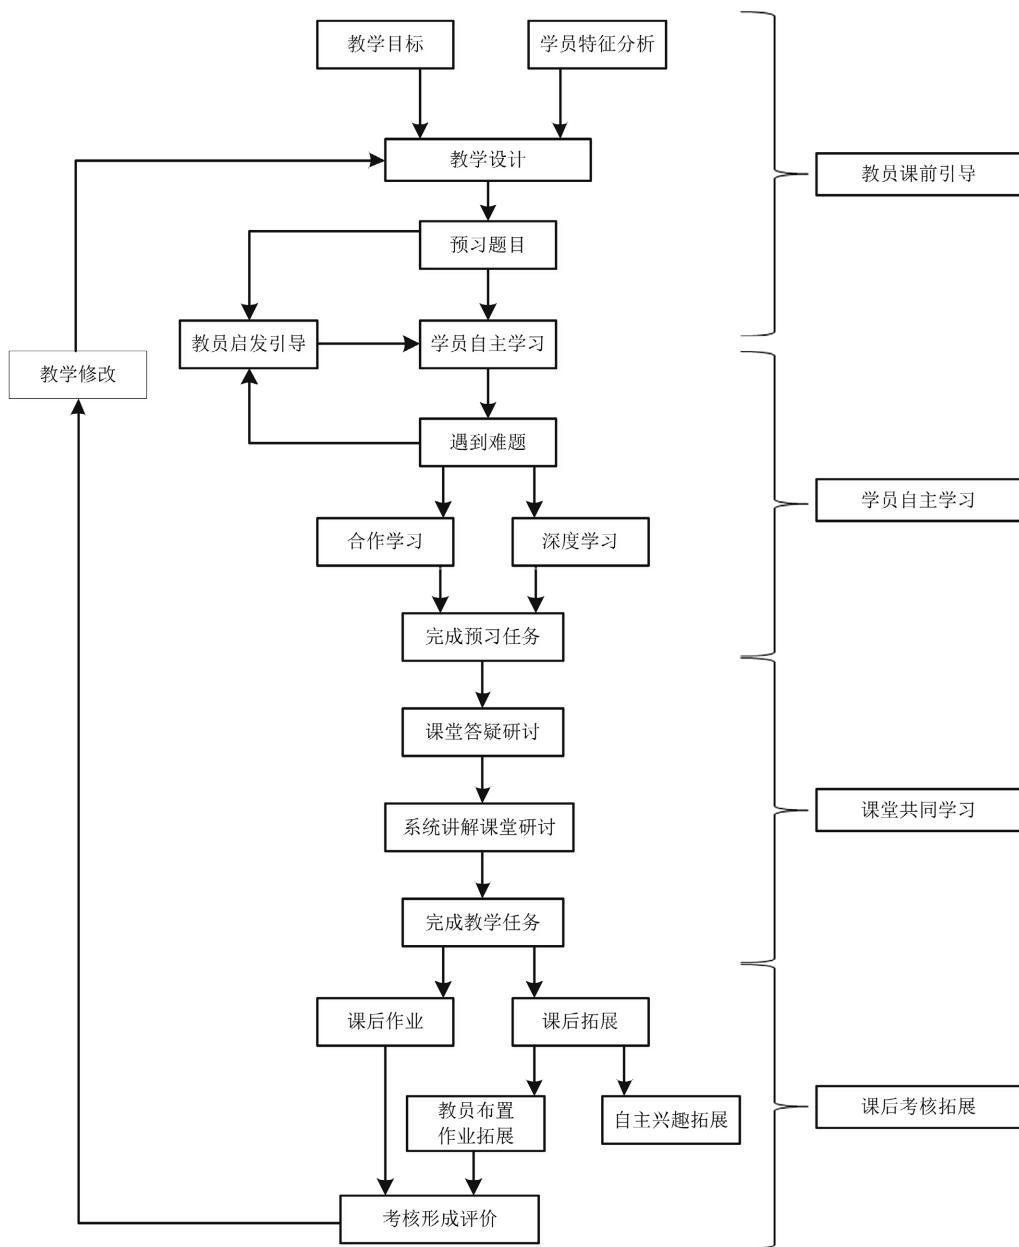 教学目标
学员特征分析
教学设计
教员课前引导
预习题目
教员启发引导
学员自主学习
教学修改
遇到难题
学员自主学习
合作学习
深度学习
完成预习任务
课堂答疑研讨
课堂共同学习
系统讲解课堂研讨
完成教学任务
课后作业
课后拓展
教员布置
作业拓展
自主兴趣拓展
课后考核拓展
考核形成评价